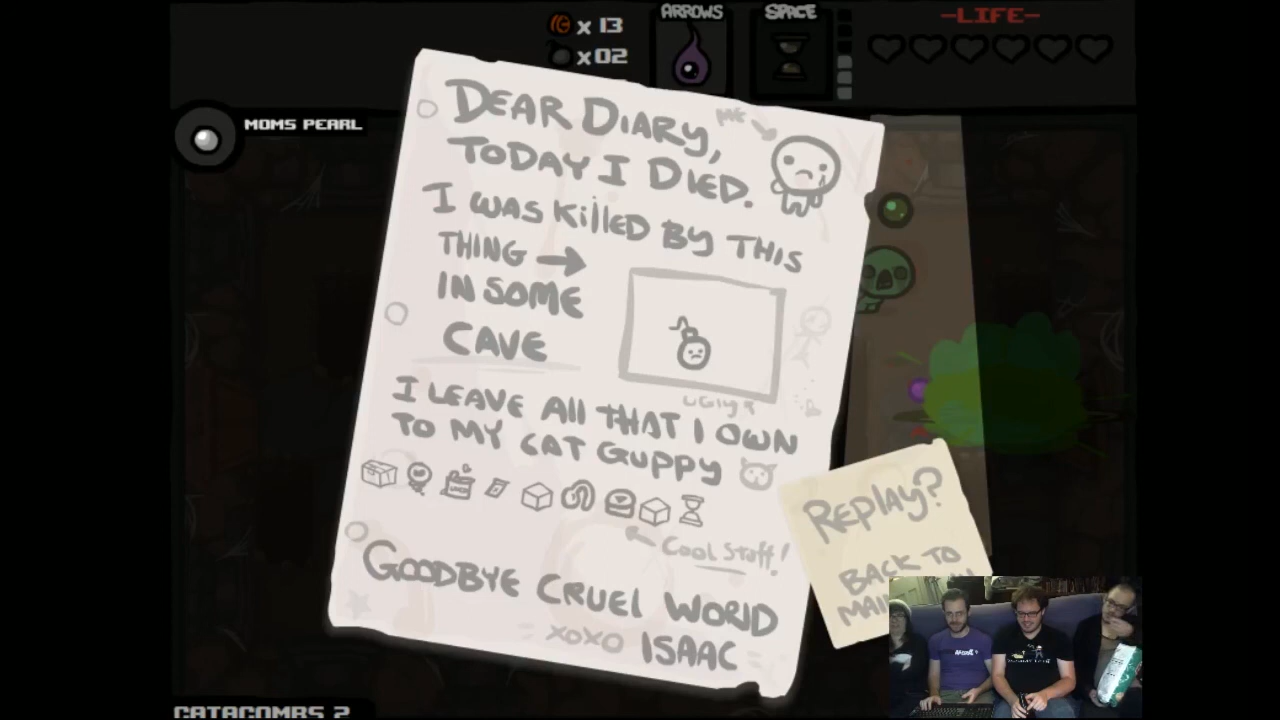 ARROWS
SPACE
-LIFE-
x 13
x02
MOMS PEARL
DEAR DIARY,
ME
TODAY I DIED.
I WAS KILLED BY THIS
THING →
IN SOME
CAVE
UGLY
I LEAVE ALL THAT I OWN
TO MY CAT GUPPY
COOL STUFF!
GOODBYE CRUEL WORLD
XOXO ISAAC
REPLAY?
BACK TO
CATACOMBS 2